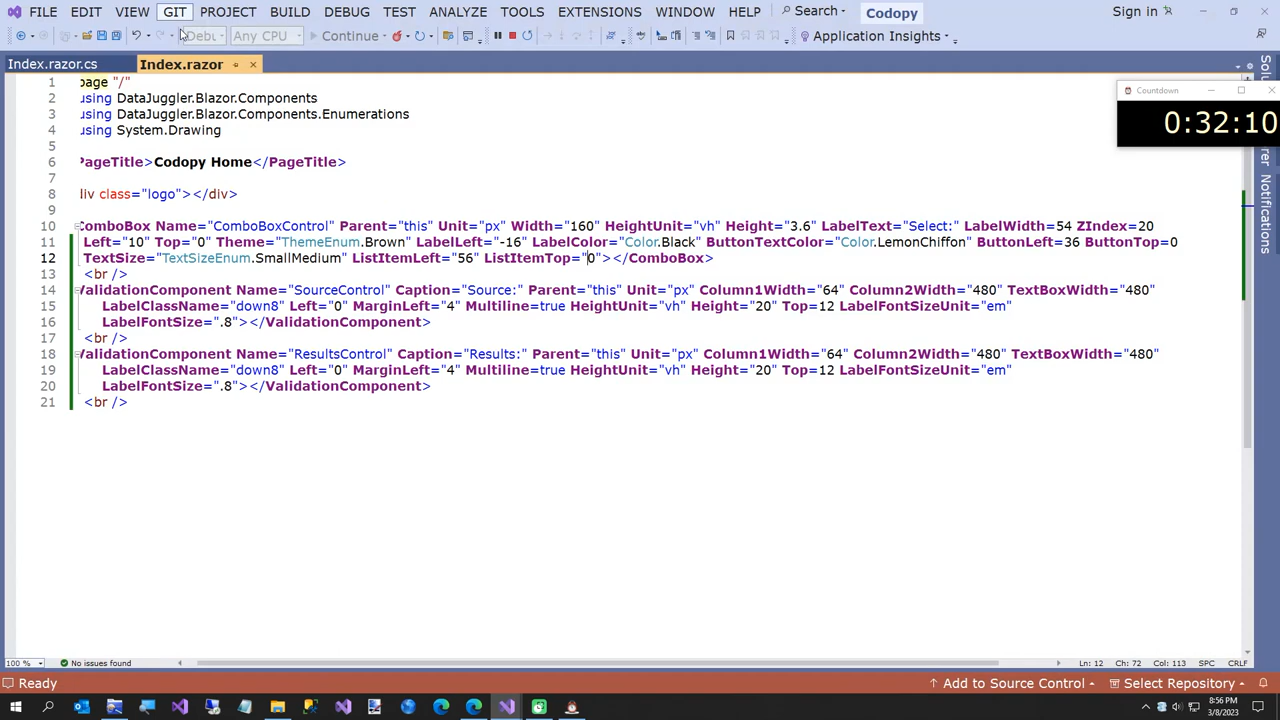 FILE EDIT VIEW GIT PROJECT BUILD DEBUG TEST ANALYZE TOOLS EXTENSIONS WINDOW HELP Search Codopy Sign in
Debu Any CPU Continue Application Insights
Index.razor.cs Index.razor
1 page "/"
2 using DataJuggler.Blazor.Components
3 using DataJuggler.Blazor.Components.Enumerations
4 using System.Drawing
5
6 PageTitle>Codopy Home</PageTitle>
7
8 div class="logo"></div>
9
10 ComboBox Name="ComboBoxControl" Parent="this" Unit="px" Width="160" HeightUnit="vh" Height="3.6" LabelText="Select:" LabelWidth=54 ZIndex=20
11 Left="10" Top="0" Theme="ThemeEnum.Brown" LabelLeft="-16" LabelColor="Color.Black" ButtonTextColor="Color.LemonChiffon" ButtonLeft=36 ButtonTop=0
12 TextSize="TextSizeEnum.SmallMedium" ListItemLeft="56" ListItemTop="0"></ComboBox>
13 <br />
14 ValidationComponent Name="SourceControl" Caption="Source:" Parent="this" Unit="px" Column1Width="64" Column2Width="480" TextBoxWidth="480"
15 LabelClassName="down8" Left="0" MarginLeft="4" Multiline=true HeightUnit="vh" Height="20" Top=12 LabelFontSizeUnit="em"
16 LabelFontSize=".8"></ValidationComponent>
17 <br />
18 ValidationComponent Name="ResultsControl" Caption="Results:" Parent="this" Unit="px" Column1Width="64" Column2Width="480" TextBoxWidth="480"
19 LabelClassName="down8" Left="0" MarginLeft="4" Multiline=true HeightUnit="vh" Height="20" Top=12 LabelFontSizeUnit="em"
20 LabelFontSize=".8"></ValidationComponent>
21 <br />
Countdown
0:32:10
Notifications
100 % No issues found Ln: 12 Ch: 72 Col: 113 SPC CRLF
Ready Add to Source Control Select Repository
8:56 PM
3/8/2023